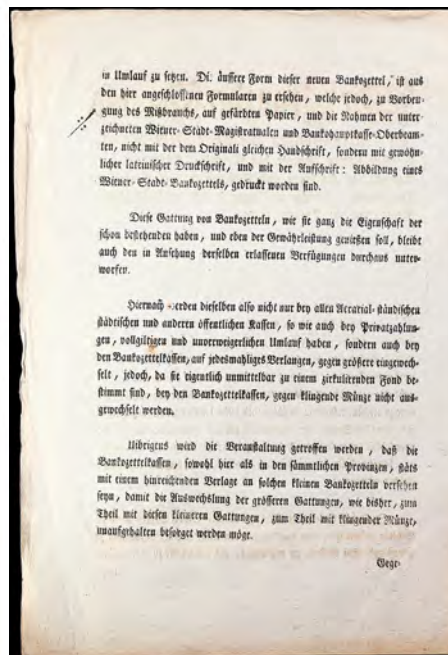 in Umlauf zu setzen. Di. äussere Form dieser neuen Bankozettel, ist aus
den hier angeschlossenen Formularen zu ersehen, welche jedoch, zu Vorbeu-
gung des Mißbrauchs, auf gefärbten Papier, und die Nahmen der unter-
zeichneten Wiener-Stadt-Magistratualen und Bankohauptkasse-Oberbeam-
ten, nicht mit der dem Originali gleichen Handschrift, sondern mit gewöhn-
licher lateinischer Druckschrift, und mit der Aufschrift: Abbildung eines
Wiener-Stadt-Bankozettels, gedruckt worden sind.
Diese Gattung von Bankozetteln, wie sie ganz die Eigenschaft der
schon bestehenden haben, und eben der Gewährleistung genießen soll, bleibt
auch den in Ansehung derselben erlassenen Verfügungen durchaus unter-
worfen.
Hiernach werden dieselben also nicht nur bey allen Aerarial-ständischen
städtischen und anderen öffentlichen Kassen, so wie auch bey Privatzahlun-
gen, vollgiltigen und unverweigerlichen Umlauf haben, sondern auch bey
den Bankozettelkassen, auf jedesmahliges Verlangen, gegen größere eingewech-
selt, jedoch, da sie eigentlich unmittelbar zu einem zirkulirenden Fond be-
stimmt sind, bey den Bankozettelkassen, gegen klingende Münze nicht aus-
gewechselt werden.
Uibrigens wird die Veranstaltung getroffen werden, daß die
Bankozettelkassen, sowohl hier als in den sämmtlichen Provinzen, stäts
mit einem hinreichenden Verlage an solchen kleinen Bankozetteln versehen
seyn, damit die Auswechslung der grösseren Gattungen, wie bisher, zum
Theil mit diesen kleineren Gattungen, zum Theil mit klingender Münze,
unaufgehalten besorget werden möge.
Gege-